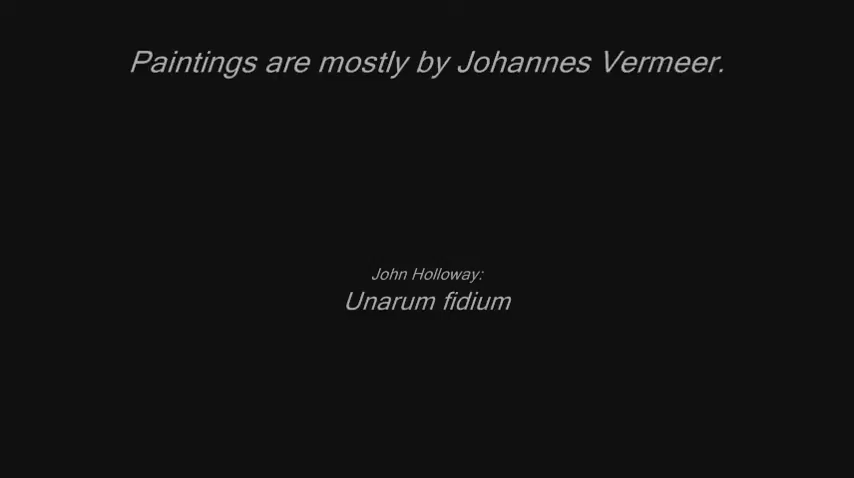 Paintings are mostly by Johannes Vermeer.
John Holloway:
Unarum fidium